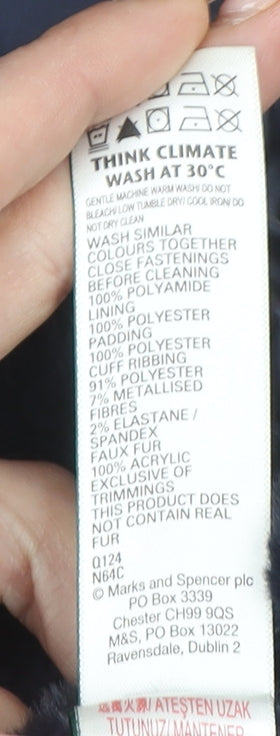 THINK CLIMATE
WASH AT 30°C
GENTLE MACHINE WARM WASH/ DO NOT
BLEACH/ LOW TUMBLE DRY/ COOL IRON/ DO
NOT DRY CLEAN
WASH SIMILAR
COLOURS TOGETHER
CLOSE FASTENINGS
BEFORE CLEANING
100% POLYAMIDE
LINING
100% POLYESTER
PADDING
100% POLYESTER
CUFF RIBBING
91% POLYESTER
7% METALLISED
FIBRES
2% ELASTANE /
SPANDEX
FAUX FUR
100% ACRYLIC
EXCLUSIVE OF
TRIMMINGS
THIS PRODUCT DOES
NOT CONTAIN REAL
FUR
Q124
N64C
© Marks and Spencer plc
PO Box 3339
Chester CH99 9QS
M&S, PO Box 13022
Ravensdale, Dublin 2
火源/ ATEŞTEN UZAK
TUTUNUZ/ MANTENER